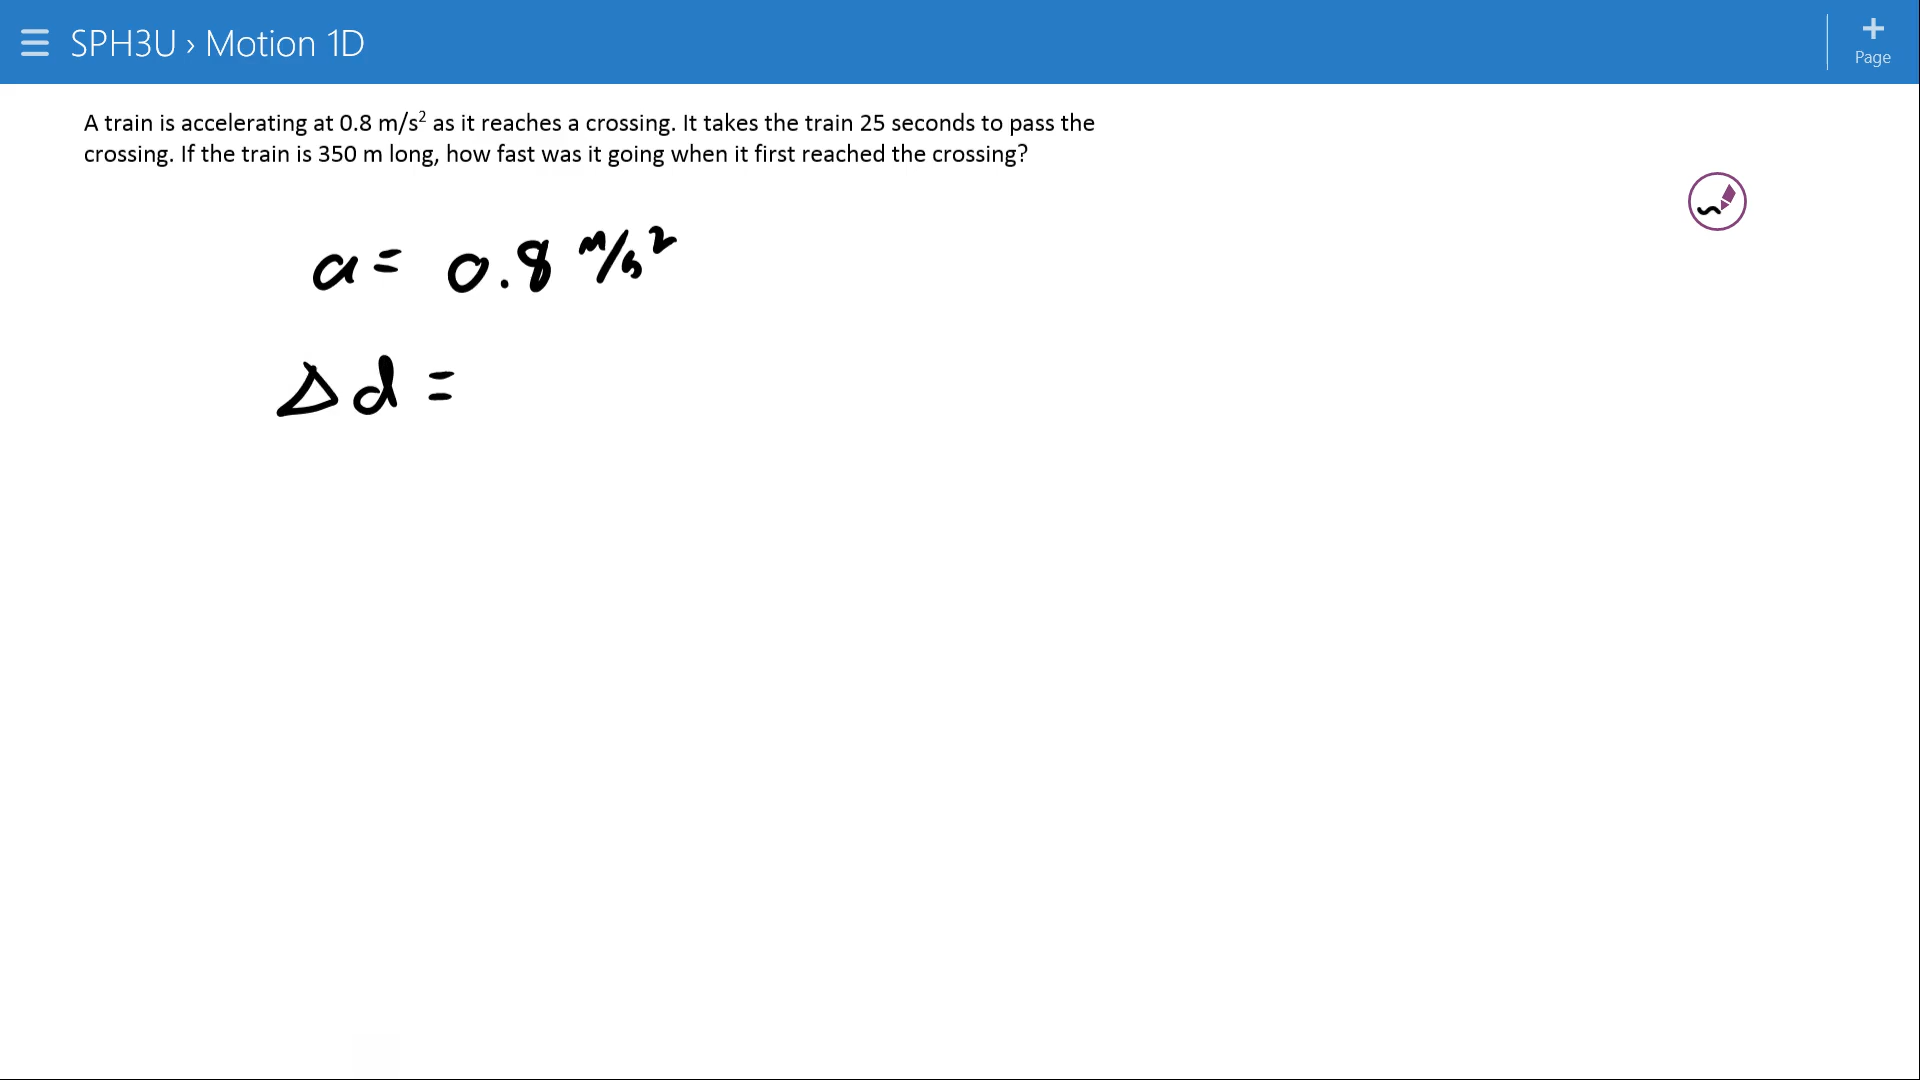 SPH3U › Motion 1D
Page
A train is accelerating at 0.8 m/s² as it reaches a crossing. It takes the train 25 seconds to pass the
crossing. If the train is 350 m long, how fast was it going when it first reached the crossing?
a = 0.8 m/s²
Δd =